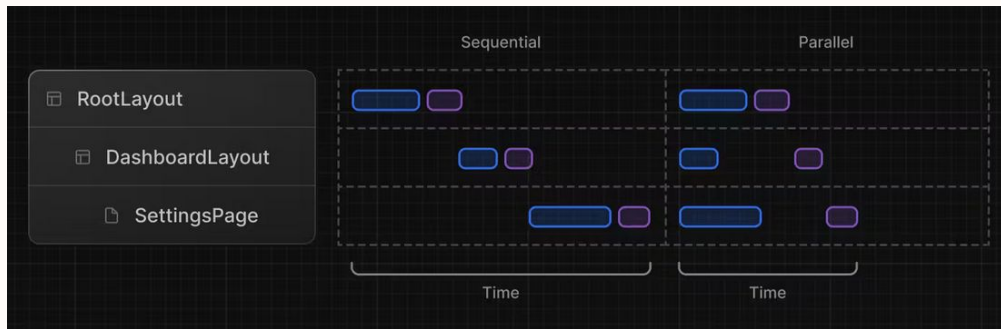 Sequential
Parallel
RootLayout
DashboardLayout
SettingsPage
Time
Time